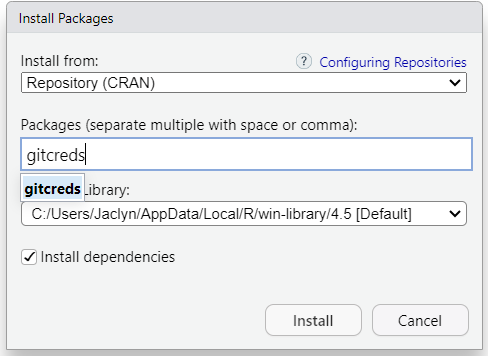 Install Packages
Install from:
? Configuring Repositories
Repository (CRAN)
Packages (separate multiple with space or comma):
gitcreds
gitcreds
Library:
C:/Users/Jaclyn/AppData/Local/R/win-library/4.5 [Default]
Install dependencies
Install
Cancel